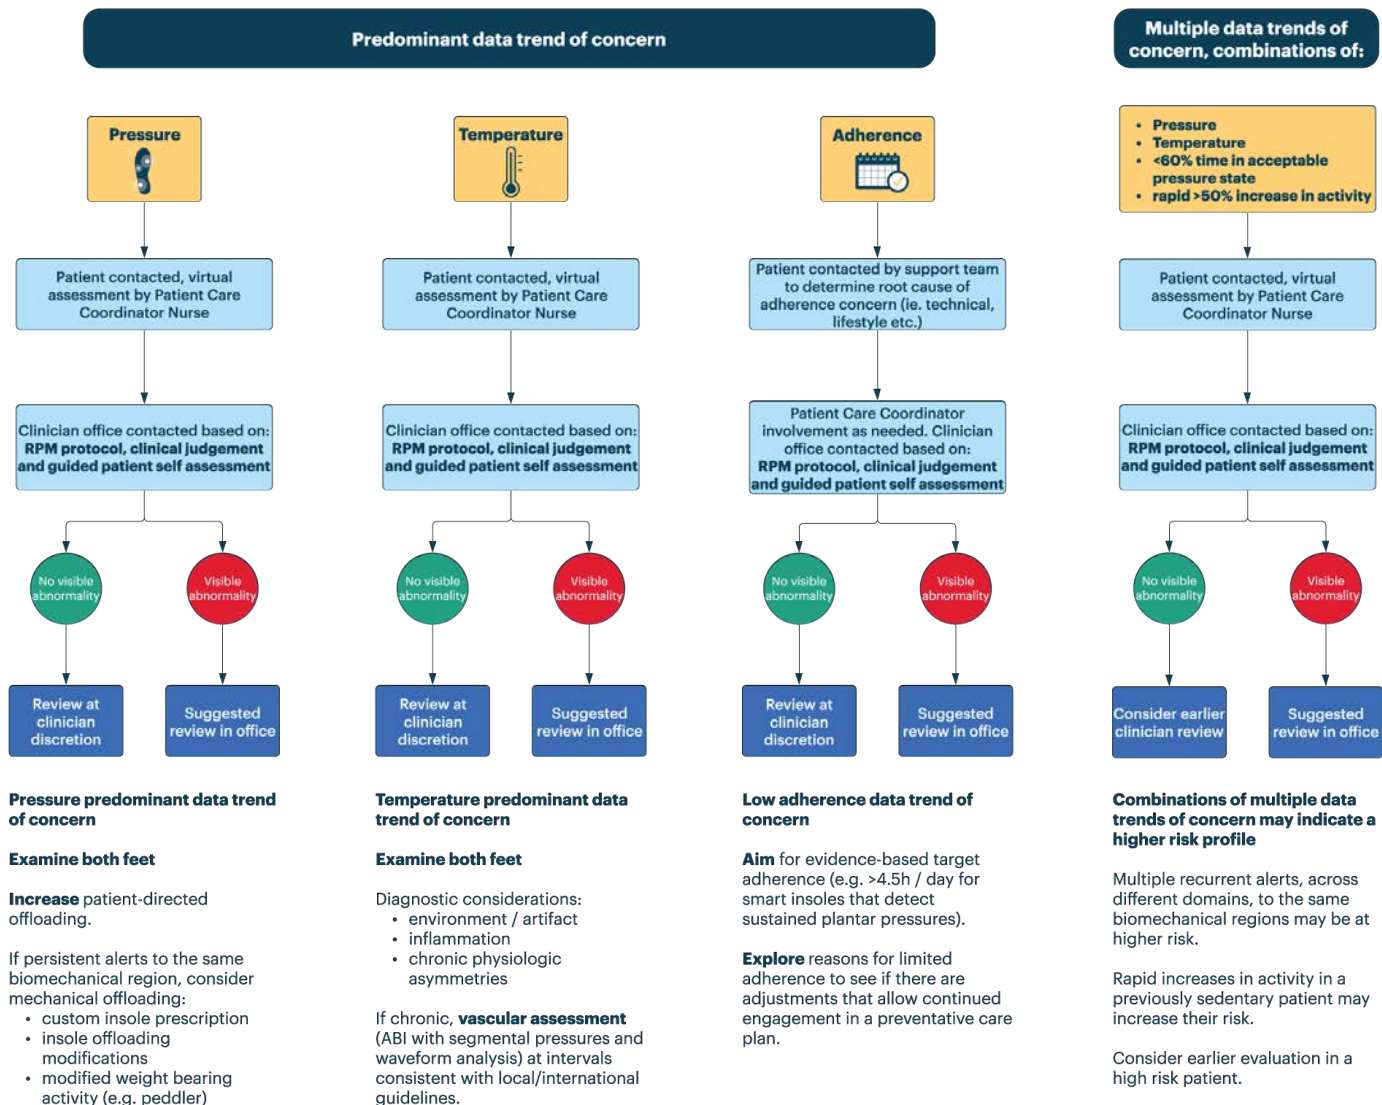 Predominant data trend of concern
Multiple data trends of
concern, combinations of:
Pressure
Patient contacted, virtual
assessment by Patient Care
Coordinator Nurse
Clinician office contacted based on:
RPM protocol, clinical judgement
and guided patient self assessment
No visible
abnormality
Visible
abnormality
Review at
clinician
discretion
Suggested
review in office
Pressure predominant data trend
of concern
Examine both feet
Increase patient-directed
offloading.
If persistent alerts to the same
biomechanical region, consider
mechanical offloading:
• custom insole prescription
• insole offloading
modifications
• modified weight bearing
activity (e.g. peddler)
Temperature
Patient contacted, virtual
assessment by Patient Care
Coordinator Nurse
Clinician office contacted based on:
RPM protocol, clinical judgement
and guided patient self assessment
No visible
abnormality
Visible
abnormality
Review at
clinician
discretion
Suggested
review in office
Temperature predominant data
trend of concern
Examine both feet
Diagnostic considerations:
• environment / artifact
• inflammation
• chronic physiologic
asymmetries
If chronic, vascular assessment
(ABI with segmental pressures and
waveform analysis) at intervals
consistent with local/international
guidelines.
Adherence
Patient contacted by support team
to determine root cause of
adherence concern (ie. technical,
lifestyle etc.)
Patient Care Coordinator
involvement as needed. Clinician
office contacted based on:
RPM protocol, clinical judgement
and guided patient self assessment
No visible
abnormality
Visible
abnormality
Review at
clinician
discretion
Suggested
review in office
Low adherence data trend of
concern
Aim for evidence-based target
adherence (e.g. >4.5h / day for
smart insoles that detect
sustained plantar pressures).
Explore reasons for limited
adherence to see if there are
adjustments that allow continued
engagement in a preventative care
plan.
• Pressure
• Temperature
• <60% time in acceptable
pressure state
• rapid >50% increase in activity
Patient contacted, virtual
assessment by Patient Care
Coordinator Nurse
Clinician office contacted based on:
RPM protocol, clinical judgement
and guided patient self assessment
No visible
abnormality
Visible
abnormality
Consider earlier
clinician review
Suggested
review in office
Combinations of multiple data
trends of concern may indicate a
higher risk profile
Multiple recurrent alerts, across
different domains, to the same
biomechanical regions may be at
higher risk.
Rapid increases in activity in a
previously sedentary patient may
increase their risk.
Consider earlier evaluation in a
high risk patient.